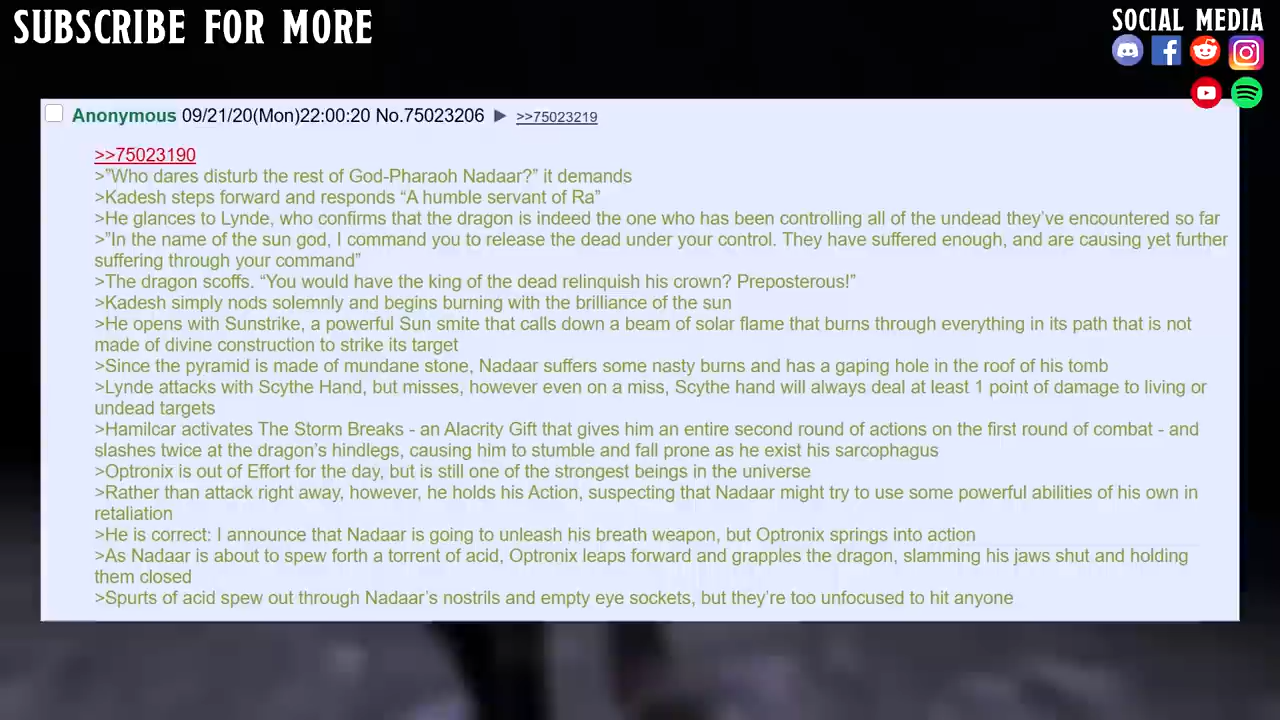 SUBSCRIBE FOR MORE
SOCIAL MEDIA
Anonymous 09/21/20(Mon)22:00:20 No.75023206 ▶ >>75023219
>>75023190
>”Who dares disturb the rest of God-Pharaoh Nadaar?” it demands
>Kadesh steps forward and responds “A humble servant of Ra”
>He glances to Lynde, who confirms that the dragon is indeed the one who has been controlling all of the undead they’ve encountered so far
>”In the name of the sun god, I command you to release the dead under your control. They have suffered enough, and are causing yet further
suffering through your command”
>The dragon scoffs. “You would have the king of the dead relinquish his crown? Preposterous!”
>Kadesh simply nods solemnly and begins burning with the brilliance of the sun
>He opens with Sunstrike, a powerful Sun smite that calls down a beam of solar flame that burns through everything in its path that is not
made of divine construction to strike its target
>Since the pyramid is made of mundane stone, Nadaar suffers some nasty burns and has a gaping hole in the roof of his tomb
>Lynde attacks with Scythe Hand, but misses, however even on a miss, Scythe hand will always deal at least 1 point of damage to living or
undead targets
>Hamilcar activates The Storm Breaks - an Alacrity Gift that gives him an entire second round of actions on the first round of combat - and
slashes twice at the dragon’s hindlegs, causing him to stumble and fall prone as he exist his sarcophagus
>Optronix is out of Effort for the day, but is still one of the strongest beings in the universe
>Rather than attack right away, however, he holds his Action, suspecting that Nadaar might try to use some powerful abilities of his own in
retaliation
>He is correct: I announce that Nadaar is going to unleash his breath weapon, but Optronix springs into action
>As Nadaar is about to spew forth a torrent of acid, Optronix leaps forward and grapples the dragon, slamming his jaws shut and holding
them closed
>Spurts of acid spew out through Nadaar’s nostrils and empty eye sockets, but they’re too unfocused to hit anyone